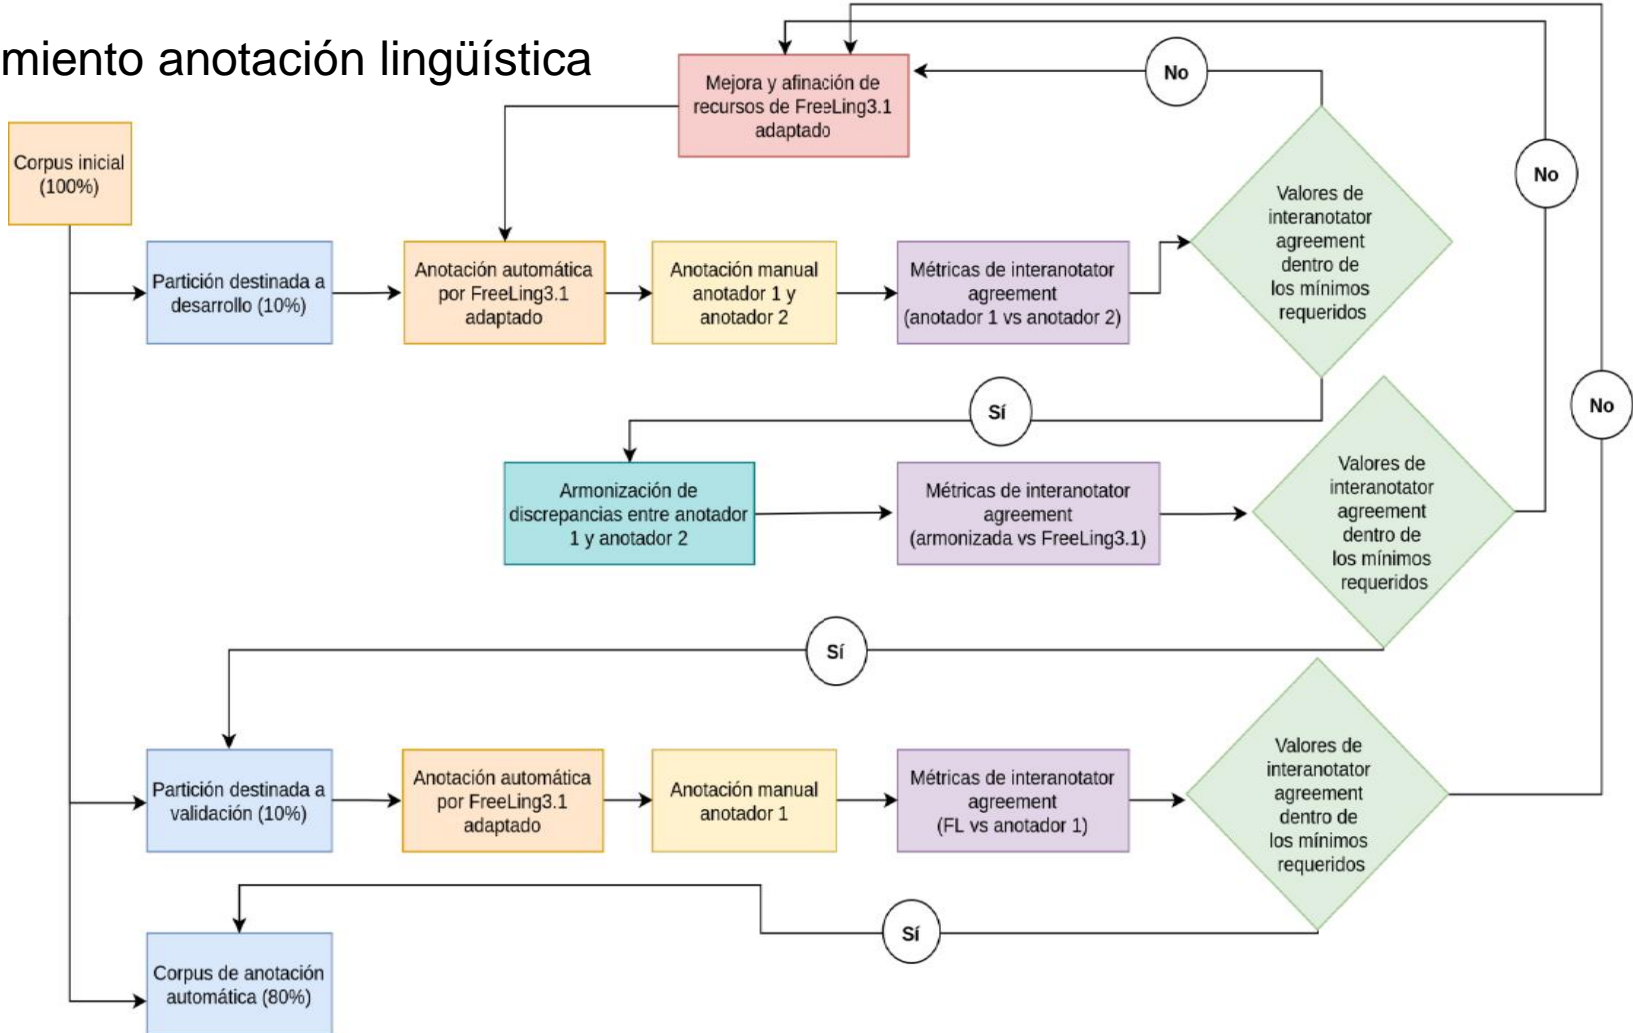 miento anotación lingüística
Mejora y afinación de
recursos de FreeLing3.1
adaptado
No
No
No
Corpus inicial
(100%)
Partición destinada a
desarrollo (10%)
Anotación automática
por FreeLing3.1
adaptado
Anotación manual
anotador 1 y
anotador 2
Métricas de interanotator
agreement
(anotador 1 vs anotador 2)
Valores de
interanotator
agreement
dentro de
los mínimos
requeridos
Sí
Armonización de
discrepancias entre anotador
1 y anotador 2
Métricas de interanotator
agreement
(armonizada vs FreeLing3.1)
Valores de
interanotator
agreement
dentro de
los mínimos
requeridos
Sí
Partición destinada a
validación (10%)
Anotación automática
por FreeLing3.1
adaptado
Anotación manual
anotador 1
Métricas de interanotator
agreement
(FL vs anotador 1)
Valores de
interanotator
agreement
dentro de
los mínimos
requeridos
Sí
Corpus de anotación
automática (80%)